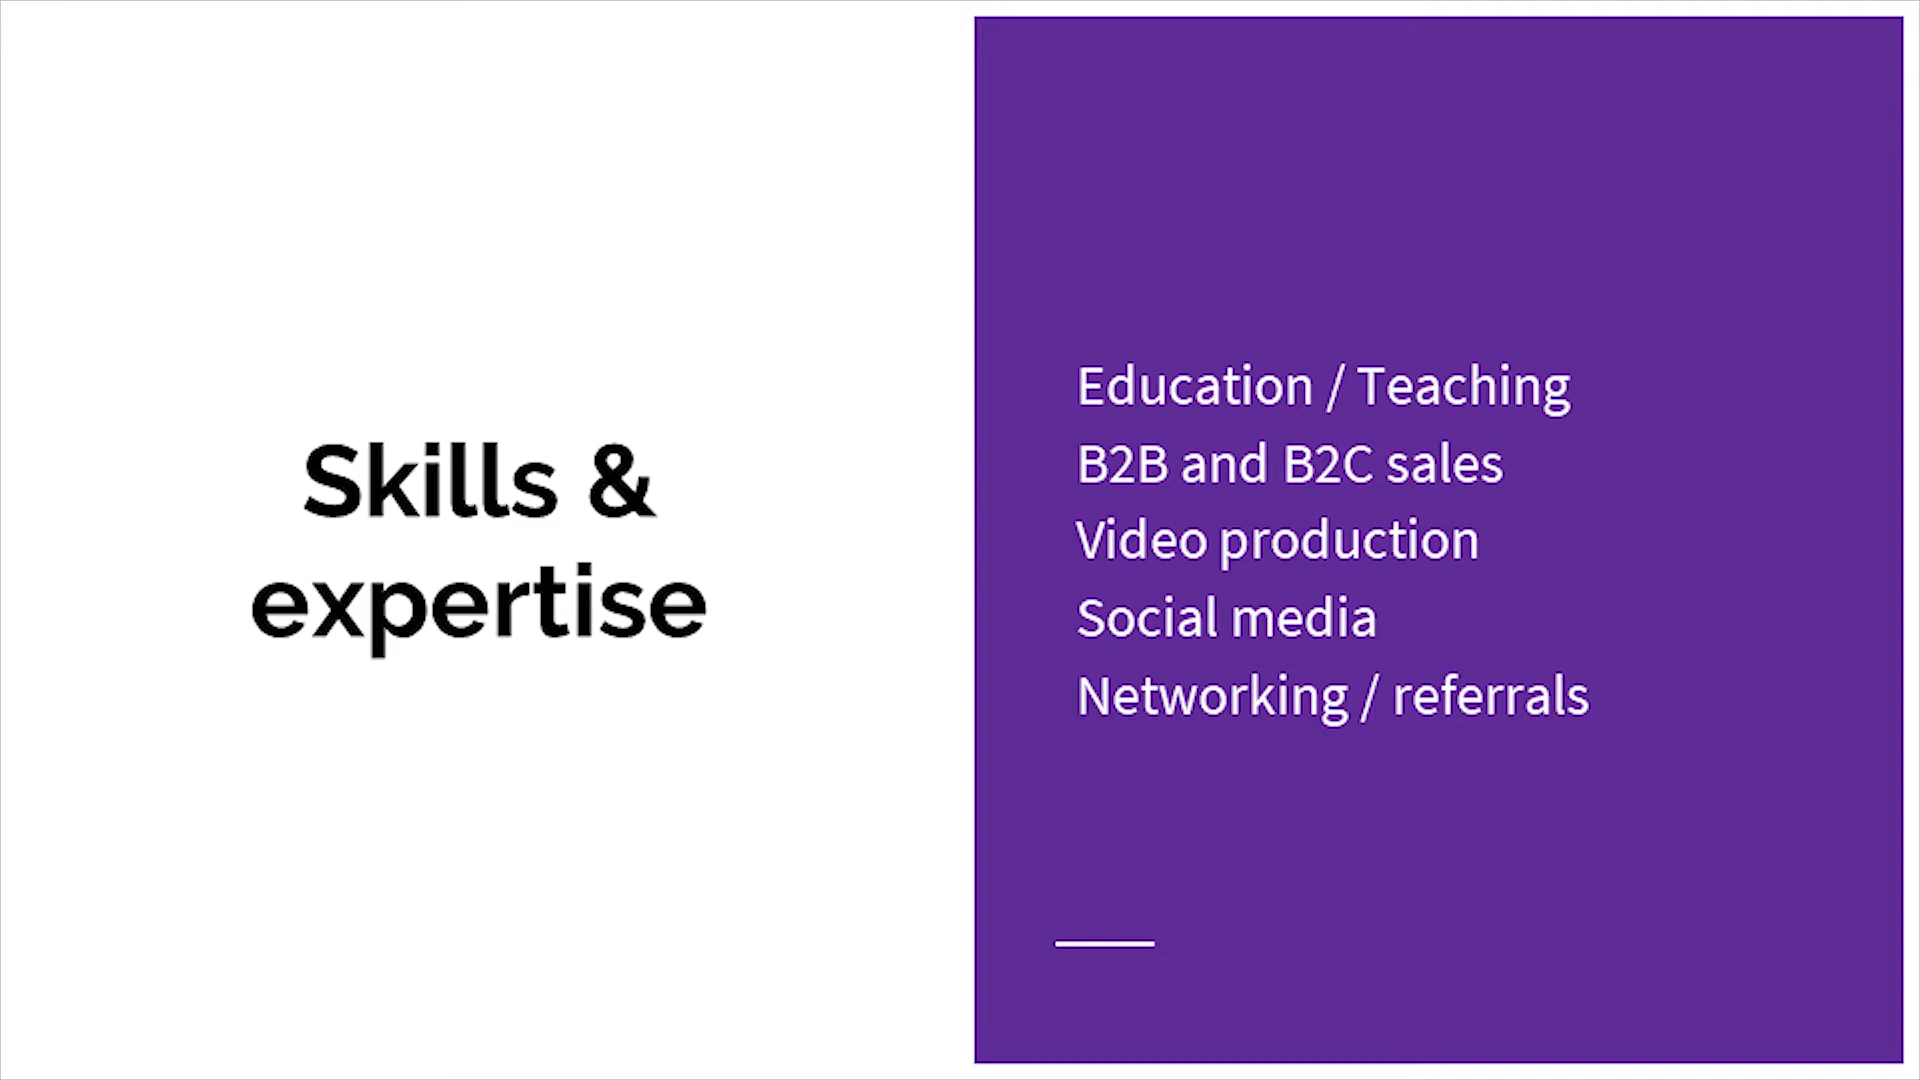 Skills &
expertise
Education / Teaching
B2B and B2C sales
Video production
Social media
Networking / referrals